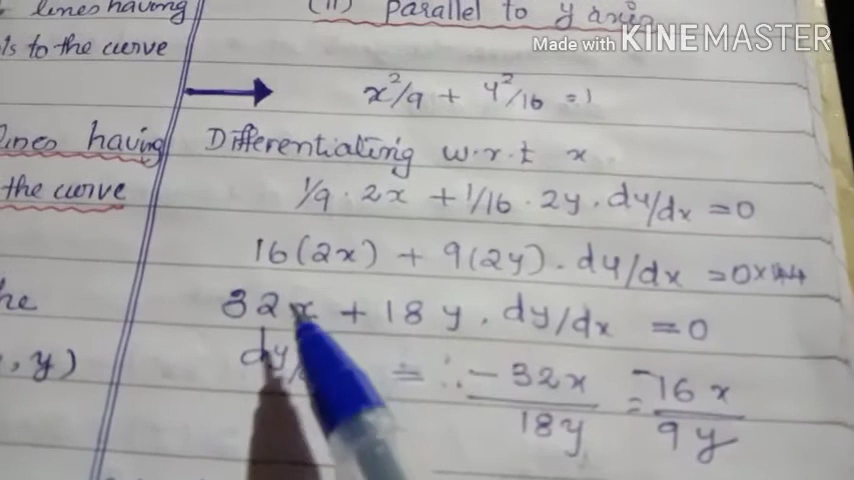 lines having
(ii) parallel to y axis
Made with KINEMASTER
ls to the curve
x²/9 + y²/16 = 1
lines having
Differentiating w.r.t x
the curve
1/9 · 2x + 1/16 · 2y . dy/dx = 0
16(2x) + 9(2y) . dy/dx = 0×144
he
32x + 18y . dy/dx = 0
, y)
dy/ = ∴ -32x/18y = -16x/9y